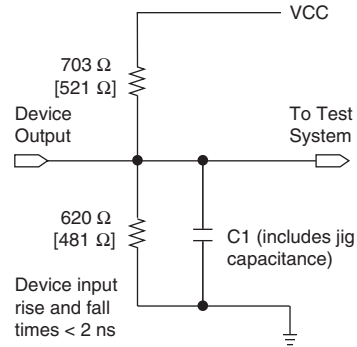 VCC
703 Ω
[521 Ω]
Device
Output
To Test
System
620 Ω
[481 Ω]
C1 (includes jig
capacitance)
Device input
rise and fall
times < 2 ns